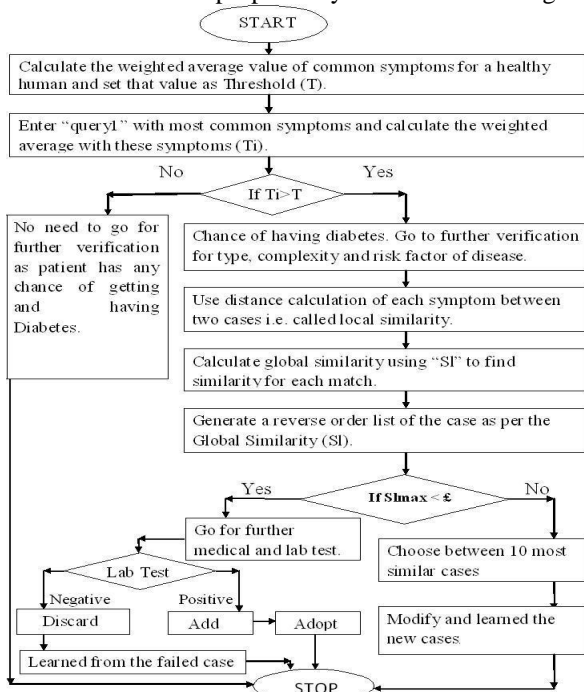 START
Calculate the weighted average value of common symptoms for a healthy
human and set that value as Threshold (T).
Enter “query1” with most common symptoms and calculate the weighted
average with these symptoms (Ti).
No
Yes
If Ti>T
No need to go for
further verification
as patient has any
chance of getting
and having
Diabetes.
Chance of having diabetes. Go to further verification
for type, complexity and risk factor of disease.
Use distance calculation of each symptom between
two cases i.e. called local similarity.
Calculate global similarity using “Sl” to find
similarity for each match.
Generate a reverse order list of the case as per the
Global Similarity (Sl).
Yes
If Slmax < £
No
Go for further
medical and lab test.
Choose between 10 most
similar cases
Lab Test
Negative
Positive
Discard
Add
Adopt
Modify and learned the
new cases
Learned from the failed case
STOP